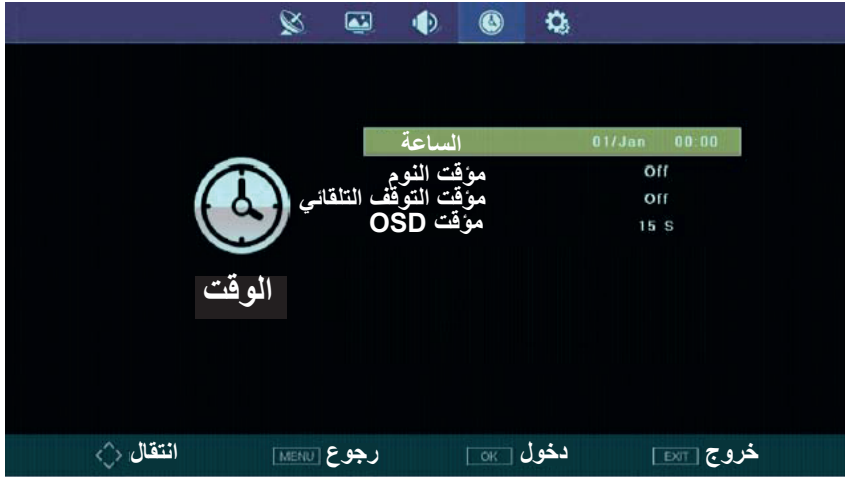 الساعة 01/Jan 00:00
مؤقت النوم Off
مؤقت التوقف التلقائي Off
مؤقت OSD 15 S
الوقت
انتقال MENU رجوع OK دخول EXIT خروج